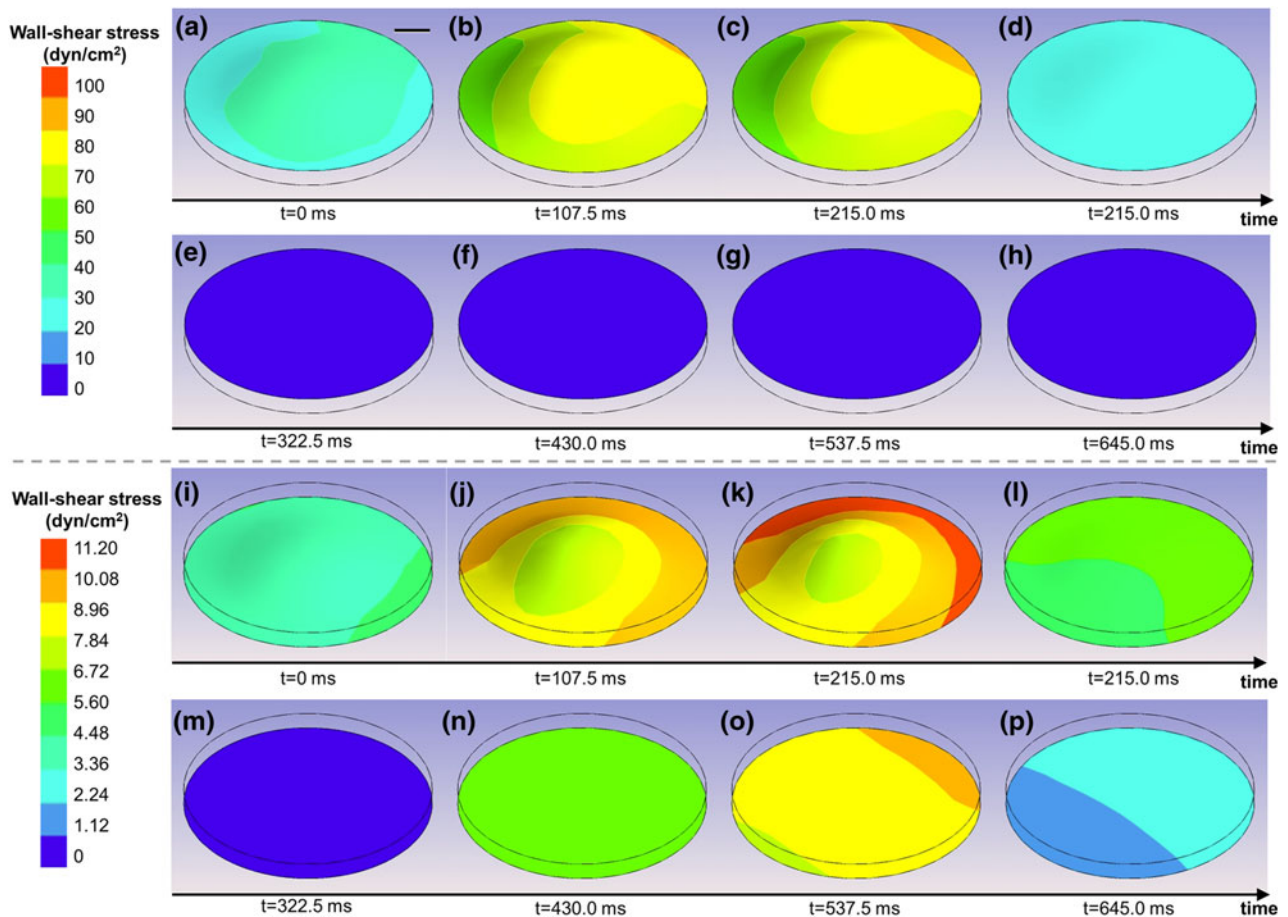 Wall-shear stress
(dyn/cm²)
100
90
80
70
60
50
40
30
20
10
0
(a) (b) (c) (d)
t=0 ms t=107.5 ms t=215.0 ms t=215.0 ms time
(e) (f) (g) (h)
t=322.5 ms t=430.0 ms t=537.5 ms t=645.0 ms time
Wall-shear stress
(dyn/cm²)
11.20
10.08
8.96
7.84
6.72
5.60
4.48
3.36
2.24
1.12
0
(i) (j) (k) (l)
t=0 ms t=107.5 ms t=215.0 ms t=215.0 ms time
(m) (n) (o) (p)
t=322.5 ms t=430.0 ms t=537.5 ms t=645.0 ms time